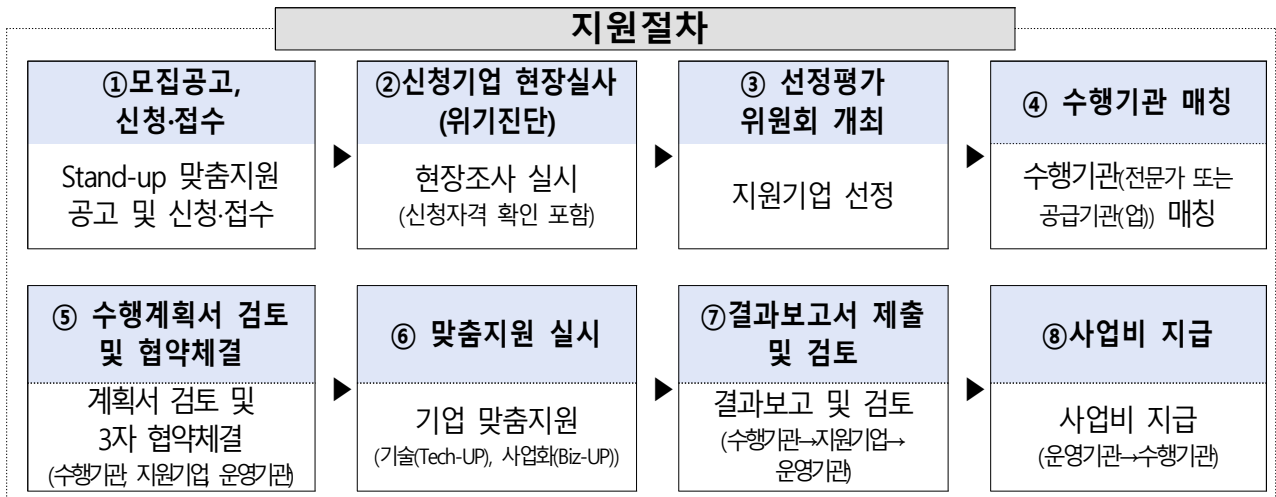 지원절차
①모집공고,
신청·접수
Stand-up 맞춤지원
공고 및 신청·접수
▶
②신청기업 현장실사
(위기진단)
현장조사 실시
(신청자격 확인 포함)
▶
③ 선정평가
위원회 개최
지원기업 선정
▶
④ 수행기관 매칭
수행기관(전문가 또는
공급기관(업)) 매칭
⑤ 수행계획서 검토
및 협약체결
계획서 검토 및
3자 협약체결
(수행기관, 지원기업, 운영기관)
▶
⑥ 맞춤지원 실시
기업 맞춤지원
(기술(Tech-UP), 사업화(Biz-UP))
▶
⑦결과보고서 제출
및 검토
결과보고 및 검토
(수행기관→지원기업→
운영기관)
▶
⑧사업비 지급
사업비 지급
(운영기관→수행기관)